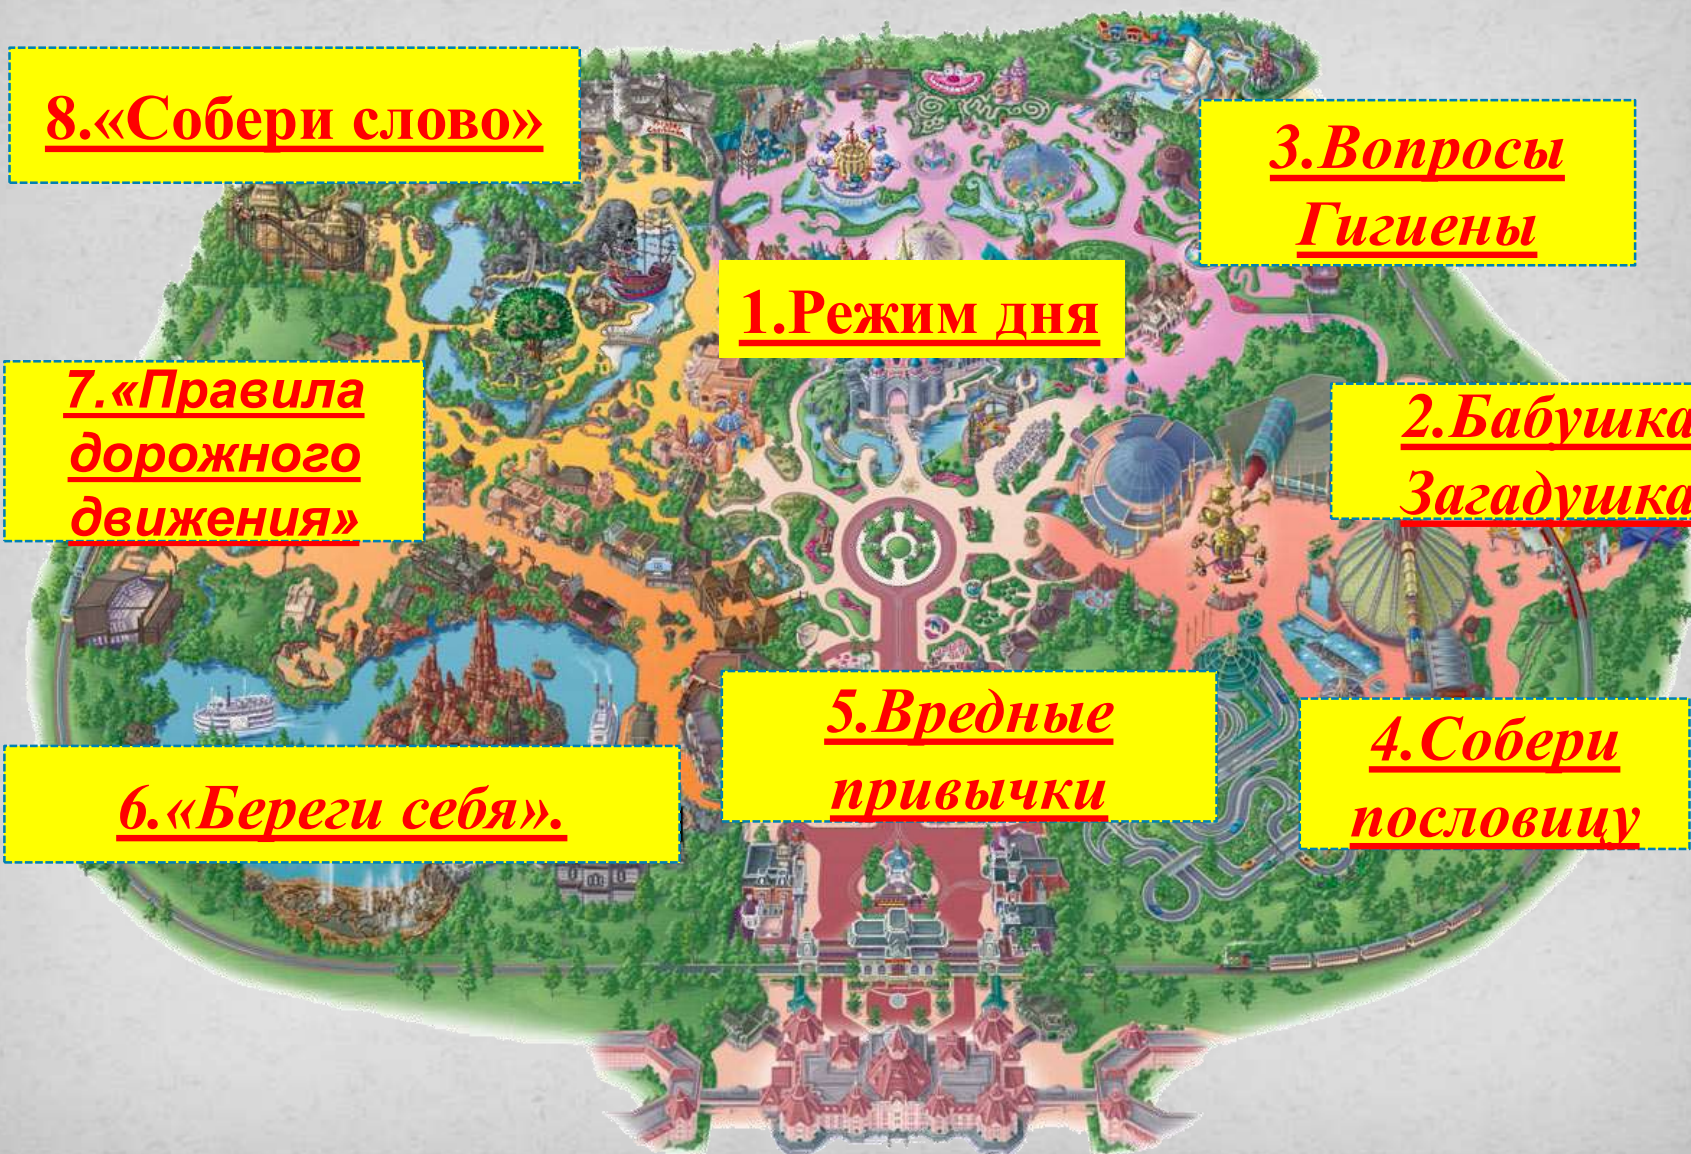 8.«Собери слово»
3.Вопросы
Гигиены
1.Режим дня
7.«Правила
дорожного
движения»
2.Бабушка
Загадушка
5.Вредные
привычки
4.Собери
пословицу
6.«Береги себя».